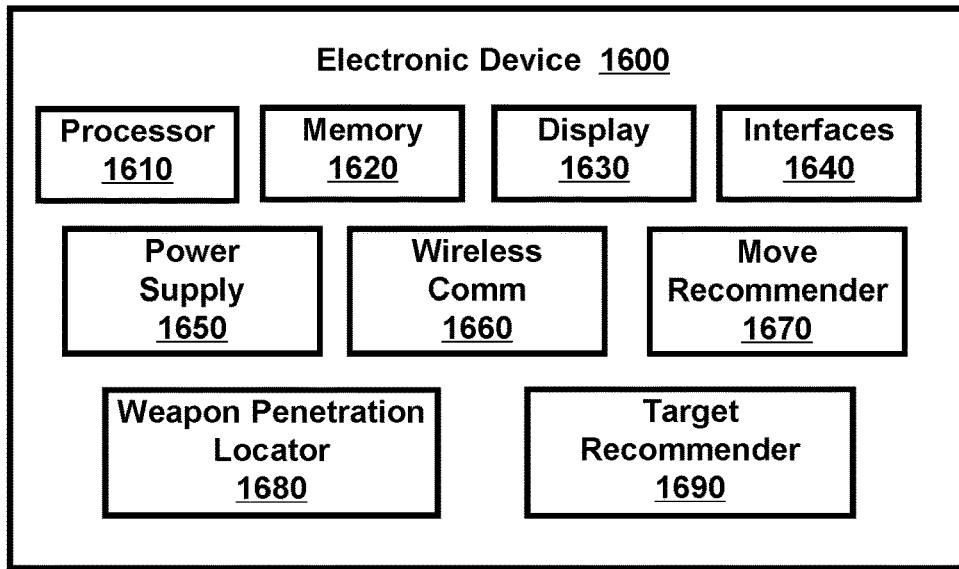 Electronic Device 1600
Processor
1610
Memory
1620
Display
1630
Interfaces
1640
Power
Supply
1650
Wireless
Comm
1660
Move
Recommender
1670
Weapon Penetration
Locator
1680
Target
Recommender
1690